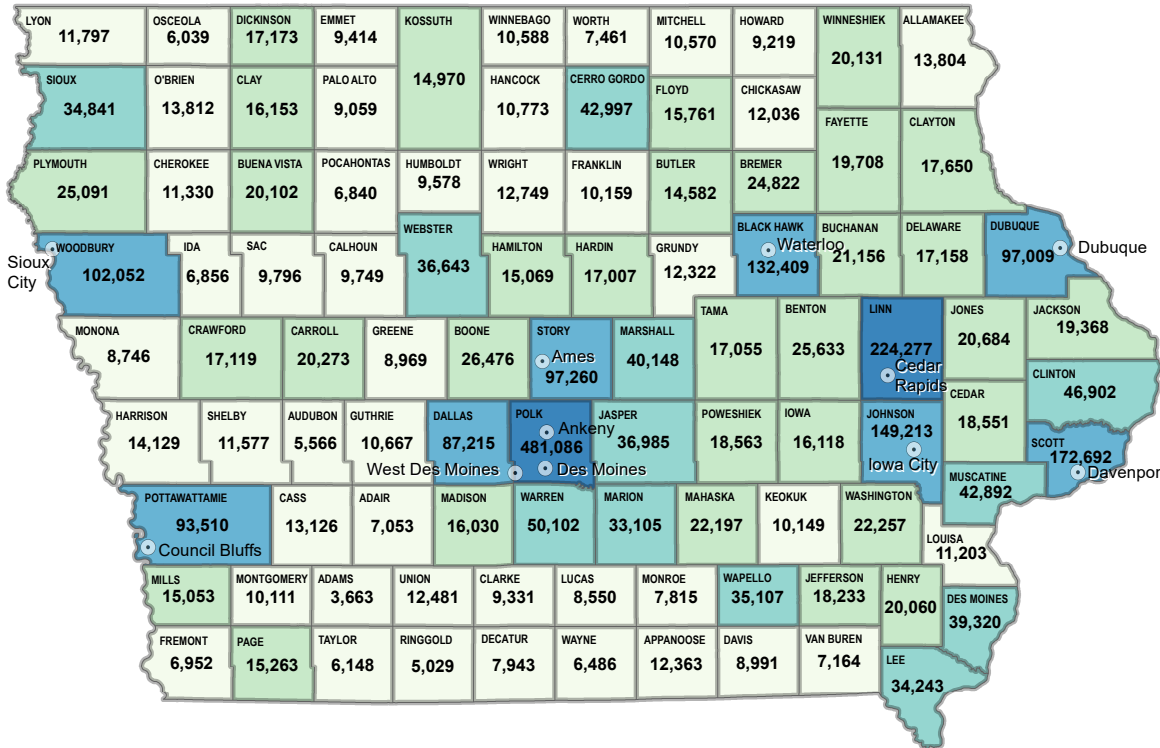 LYON
11,797
OSCEOLA
6,039
DICKINSON
17,173
EMMET
9,414
KOSSUTH
14,970
WINNEBAGO
10,588
WORTH
7,461
MITCHELL
10,570
HOWARD
9,219
WINNESHIEK
20,131
ALLAMAKEE
13,804
SIOUX
34,841
O'BRIEN
13,812
CLAY
16,153
PALO ALTO
9,059
HANCOCK
10,773
CERRO GORDO
42,997
FLOYD
15,761
CHICKASAW
12,036
FAYETTE
19,708
CLAYTON
17,650
PLYMOUTH
25,091
CHEROKEE
11,330
BUENA VISTA
20,102
POCAHONTAS
6,840
HUMBOLDT
9,578
WRIGHT
12,749
FRANKLIN
10,159
BUTLER
14,582
BREMER
24,822
WOODBURY
102,052
Sioux
City
IDA
6,856
SAC
9,796
CALHOUN
9,749
WEBSTER
36,643
HAMILTON
15,069
HARDIN
17,007
GRUNDY
12,322
BLACK HAWK
Waterloo
132,409
BUCHANAN
21,156
DELAWARE
17,158
DUBUQUE
97,009
Dubuque
MONONA
8,746
CRAWFORD
17,119
CARROLL
20,273
GREENE
8,969
BOONE
26,476
STORY
Ames
97,260
MARSHALL
40,148
TAMA
17,055
BENTON
25,633
LINN
224,277
Cedar
Rapids
JONES
20,684
JACKSON
19,368
CLINTON
46,902
HARRISON
14,129
SHELBY
11,577
AUDUBON
5,566
GUTHRIE
10,667
DALLAS
87,215
West Des Moines
POLK
Ankeny
481,086
Des Moines
JASPER
36,985
POWESHIEK
18,563
IOWA
16,118
JOHNSON
149,213
Iowa City
CEDAR
18,551
SCOTT
172,692
Davenpor
MUSCATINE
42,892
POTTAWATTAMIE
93,510
Council Bluffs
CASS
13,126
ADAIR
7,053
MADISON
16,030
WARREN
50,102
MARION
33,105
MAHASKA
22,197
KEOKUK
10,149
WASHINGTON
22,257
LOUISA
11,203
MILLS
15,053
MONTGOMERY
10,111
ADAMS
3,663
UNION
12,481
CLARKE
9,331
LUCAS
8,550
MONROE
7,815
WAPELLO
35,107
JEFFERSON
18,233
HENRY
20,060
DES MOINES
39,320
FREMONT
6,952
PAGE
15,263
TAYLOR
6,148
RINGGOLD
5,029
DECATUR
7,943
WAYNE
6,486
APPANOOSE
12,363
DAVIS
8,991
VAN BUREN
7,164
LEE
34,243